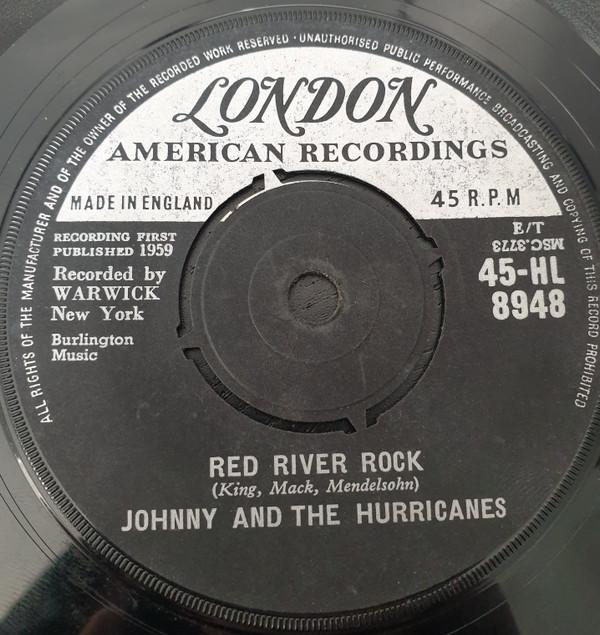 ALL RIGHTS OF THE MANUFACTURER AND OF THE OWNER OF THE RECORDED WORK RESERVED · UNAUTHORISED PUBLIC PERFORMANCE BROADCASTING AND COPYING OF THIS RECORD PROHIBITED
LONDON
AMERICAN RECORDINGS
MADE IN ENGLAND
45 R.P.M
RECORDING FIRST
PUBLISHED 1959
Recorded by
WARWICK
New York
Burlington
Music
E/T
MSC.3773
45-HL
8948
RED RIVER ROCK
(King, Mack, Mendelsohn)
JOHNNY AND THE HURRICANES